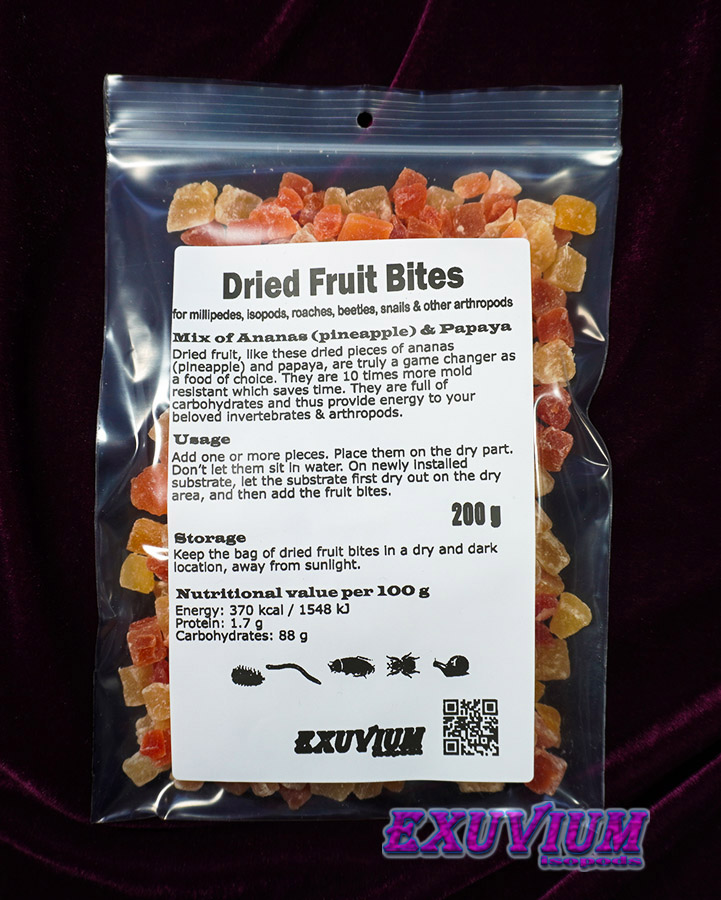 Dried Fruit Bites
for millipedes, isopods, roaches, beetles, snails & other arthropods
Mix of Ananas (pineapple) & Papaya
Dried fruit, like these dried pieces of ananas
(pineapple) and papaya, are truly a game changer as
a food of choice. They are 10 times more mold
resistant which saves time. They are full of
carbohydrates and thus provide energy to your
beloved invertebrates & arthropods.
Usage
Add one or more pieces. Place them on the dry part.
Don't let them sit in water. On newly installed
substrate, let the substrate first dry out on the dry
area, and then add the fruit bites.
200 g
Storage
Keep the bag of dried fruit bites in a dry and dark
location, away from sunlight.
Nutritional value per 100 g
Energy: 370 kcal / 1548 kJ
Protein: 1.7 g
Carbohydrates: 88 g
EXUVIUM
EXUVIUM
isopods